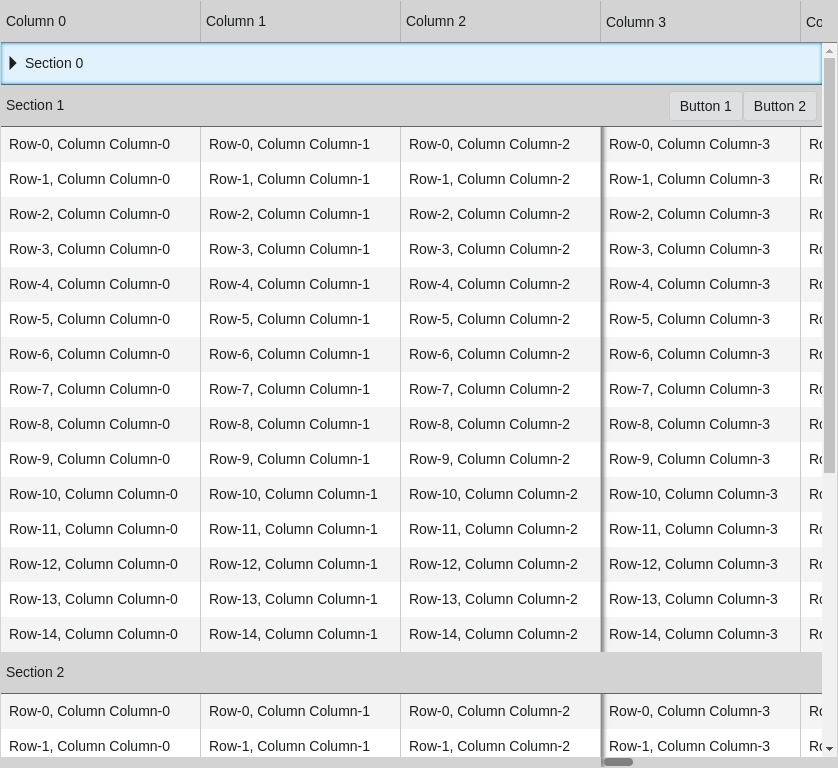 Column 0 Column 1 Column 2 Column 3 Co
Section 0
Section 1 Button 1 Button 2
Row-0, Column Column-0 Row-0, Column Column-1 Row-0, Column Column-2 Row-0, Column Column-3 Ro
Row-1, Column Column-0 Row-1, Column Column-1 Row-1, Column Column-2 Row-1, Column Column-3 Ro
Row-2, Column Column-0 Row-2, Column Column-1 Row-2, Column Column-2 Row-2, Column Column-3 Ro
Row-3, Column Column-0 Row-3, Column Column-1 Row-3, Column Column-2 Row-3, Column Column-3 Ro
Row-4, Column Column-0 Row-4, Column Column-1 Row-4, Column Column-2 Row-4, Column Column-3 Ro
Row-5, Column Column-0 Row-5, Column Column-1 Row-5, Column Column-2 Row-5, Column Column-3 Ro
Row-6, Column Column-0 Row-6, Column Column-1 Row-6, Column Column-2 Row-6, Column Column-3 Ro
Row-7, Column Column-0 Row-7, Column Column-1 Row-7, Column Column-2 Row-7, Column Column-3 Ro
Row-8, Column Column-0 Row-8, Column Column-1 Row-8, Column Column-2 Row-8, Column Column-3 Ro
Row-9, Column Column-0 Row-9, Column Column-1 Row-9, Column Column-2 Row-9, Column Column-3 Ro
Row-10, Column Column-0 Row-10, Column Column-1 Row-10, Column Column-2 Row-10, Column Column-3 Ro
Row-11, Column Column-0 Row-11, Column Column-1 Row-11, Column Column-2 Row-11, Column Column-3 Ro
Row-12, Column Column-0 Row-12, Column Column-1 Row-12, Column Column-2 Row-12, Column Column-3 Ro
Row-13, Column Column-0 Row-13, Column Column-1 Row-13, Column Column-2 Row-13, Column Column-3 Ro
Row-14, Column Column-0 Row-14, Column Column-1 Row-14, Column Column-2 Row-14, Column Column-3 Ro
Section 2
Row-0, Column Column-0 Row-0, Column Column-1 Row-0, Column Column-2 Row-0, Column Column-3 Ro
Row-1, Column Column-0 Row-1, Column Column-1 Row-1, Column Column-2 Row-1, Column Column-3 Ro